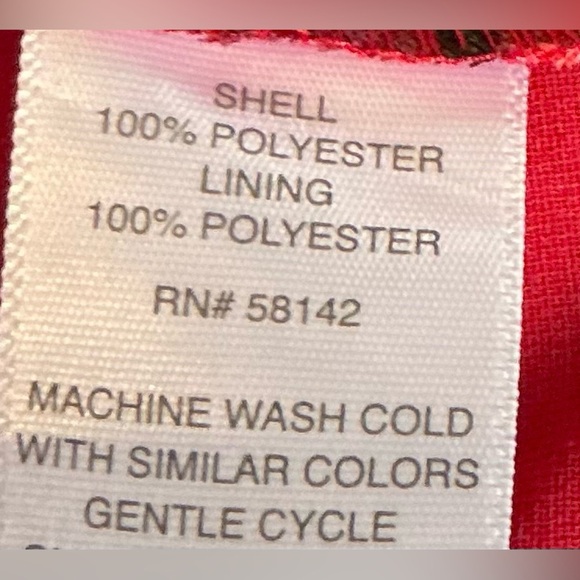 SHELL
100% POLYESTER
LINING
100% POLYESTER
RN# 58142
MACHINE WASH COLD
WITH SIMILAR COLORS
GENTLE CYCLE